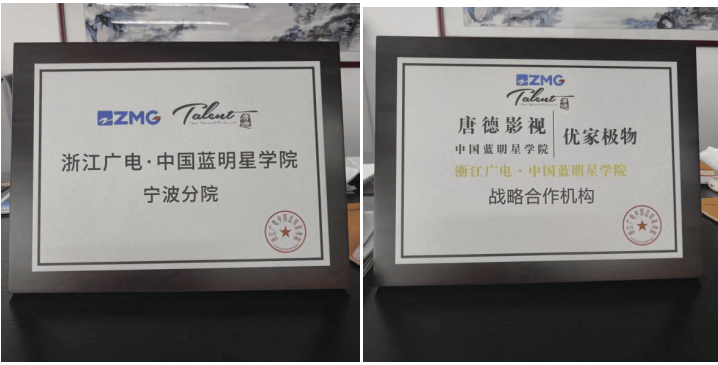 ZMG Talent
浙江广电·中国蓝明星学院
宁波分院
ZMG
Talent
唐德影视
中国蓝明星学院
优家极物
浙江广电·中国蓝明星学院
战略合作机构